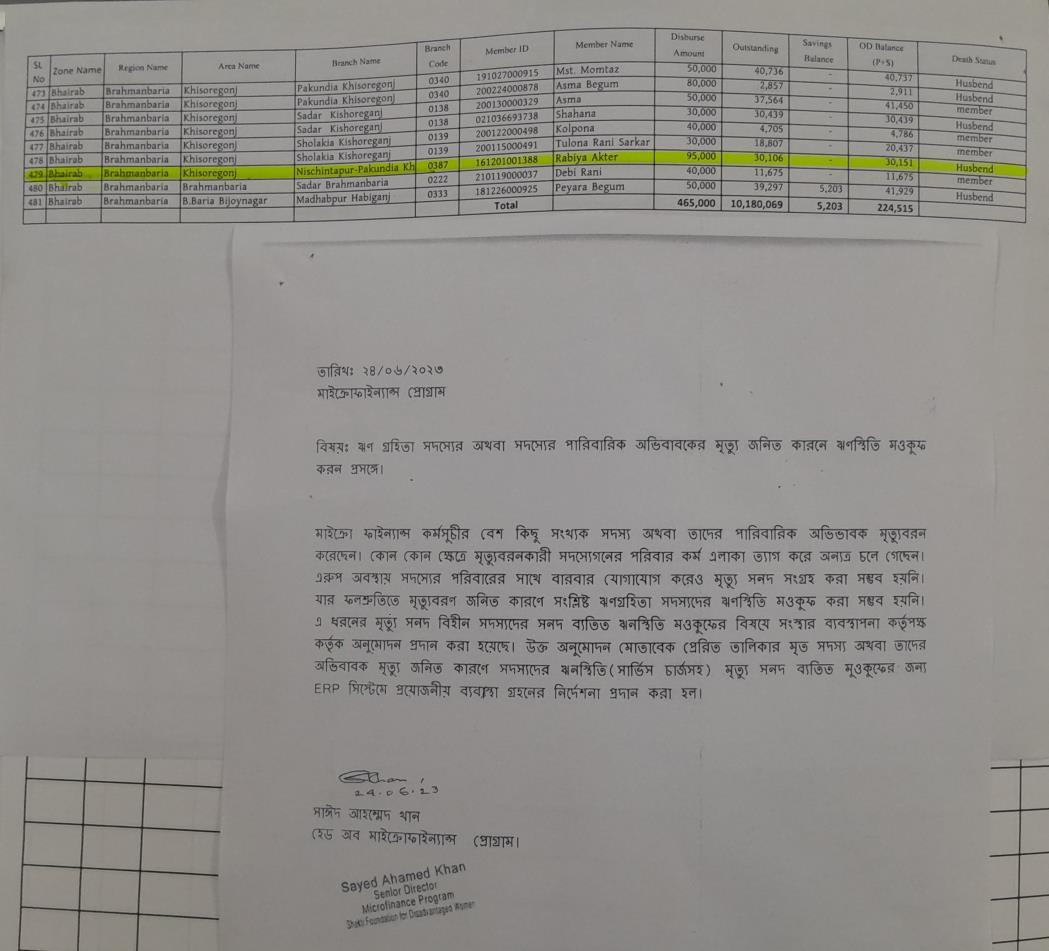 SL No Zone Name Region Name Area Name Branch Name Branch Code Member ID Member Name Disburse Amount Outstanding Savings Balance OD Balance (P+S) Death Status
473 Bhairab Brahmanbaria Khisoregonj Pakundia Khisoregonj 0340 191027000915 Mst. Momtaz 50,000 40,736 - 40,737 Husbend
474 Bhairab Brahmanbaria Khisoregonj Pakundia Khisoregonj 0340 200224000878 Asma Begum 80,000 2,857 - 2,911 Husbend
475 Bhairab Brahmanbaria Khisoregonj Sadar Kishoreganj 0138 200130000329 Asma 50,000 37,564 - 41,450 member
476 Bhairab Brahmanbaria Khisoregonj Sadar Kishoreganj 0138 021036693738 Shahana 30,000 30,439 - 30,439 Husbend
477 Bhairab Brahmanbaria Khisoregonj Sholakia Kishoregonj 0139 200122000498 Kolpona 40,000 4,705 - 4,786 Husbend
478 Bhairab Brahmanbaria Khisoregonj Sholakia Kishoregonj 0139 200115000491 Tulona Rani Sarkar 30,000 18,807 - 20,437 member
479 Bhairab Brahmanbaria Khisoregonj Nischintapur-Pakundia Kh 0387 161201001388 Rabiya Akter 95,000 30,106 - 30,151 Husbend
480 Bhairab Brahmanbaria Brahmanbaria Sadar Brahmanbaria 0222 210119000037 Debi Rani 40,000 11,675 - 11,675 member
481 Bhairab Brahmanbaria B.Baria Bijoynagar Madhabpur Habiganj 0333 181226000925 Peyara Begum 50,000 39,297 5,203 41,929 Husbend
Total 465,000 10,180,069 5,203 224,515
তারিখঃ ২৪/০৬/২০২৩
মাইক্রোফাইন্যান্স প্রোগ্রাম
বিষয়ঃ ঋণ গ্রহিতা সদস্যের অথবা সদস্যের পারিবারিক অভিবাবকের মৃত্যু জনিত কারনে ঋণস্থিতি মওকূফ
করন প্রসঙ্গে।
মাইক্রো ফাইন্যান্স কর্মসূচীর বেশ কিছু সংখ্যক সদস্য অথবা তাদের পারিবারিক অভিভাবক মৃত্যুবরন
করেছেন। কোন কোন ক্ষেত্রে মৃত্যুবরনকারী সদস্যেগনের পরিবার কর্ম এলাকা ত্যাগ করে অন্যত্র চলে গেছেন।
এরুপ অবস্থায় সদস্যের পরিবারের সাথে বারবার যোগাযোগ করেও মৃত্যু সনদ সংগ্রহ করা সম্ভব হয়নি।
যার ফলশ্রুতিতে মৃত্যুবরণ জনিত কারণে সংশ্লিষ্ট ঋণগ্রহিতা সদস্যদের ঋণস্থিতি মওকূফ করা সম্ভব হয়নি।
এ ধরনের মৃত্যু সনদ বিহীন সদস্যদের সনদ ব্যতিত ঋনস্থিতি মওকূফের বিষয়ে সংস্থার ব্যবস্থাপনা কর্তৃপক্ষ
কর্তৃক অনুমোদন প্রদান করা হয়েছে। উক্ত অনুমোদন মোতাবেক প্রেরিত তালিকার মৃত সদস্য অথবা তাদের
অভিবাবক মৃত্যু জনিত কারণে সদস্যদের ঋনস্থিতি(সার্ভিস চার্জসহ) মৃত্যু সনদ ব্যতিত মূওকূফের জন্য
ERP সিস্টেমে প্রয়োজনীয় ব্যবস্থা গ্রহনের নির্দেশনা প্রদান করা হল।
24.06.23
সাঈদ আহম্মেদ খান
হেড অব মাইক্রোফাইন্যান্স প্রোগ্রাম।
Sayed Ahamed Khan
Senior Director
Microfinance Program
Shakti Foundation for Disadvantaged Women